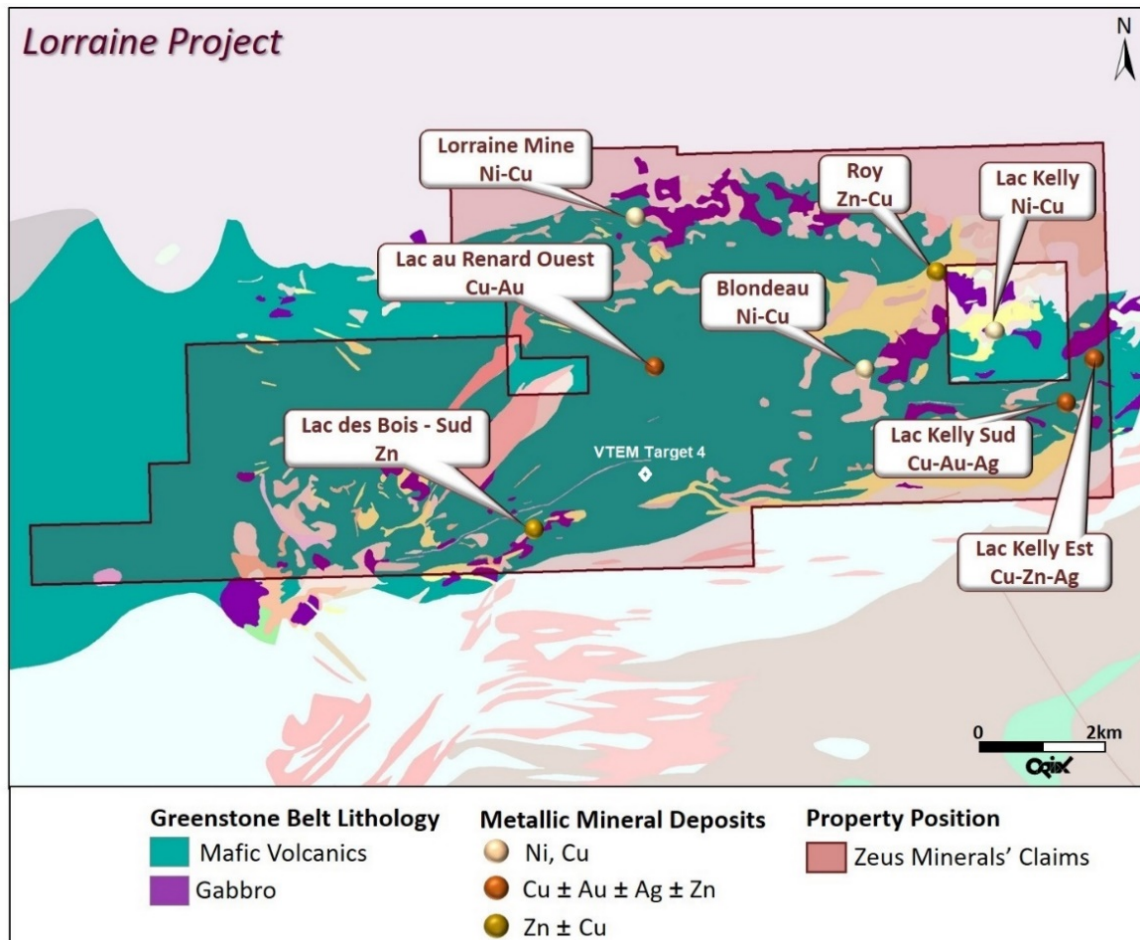 Lorraine Project
N
Lorraine Mine
Ni-Cu
Roy
Zn-Cu
Lac Kelly
Ni-Cu
Lac au Renard Ouest
Cu-Au
Blondeau
Ni-Cu
Lac des Bois - Sud
Zn
VTEM Target 4
Lac Kelly Sud
Cu-Au-Ag
Lac Kelly Est
Cu-Zn-Ag
0 2km
Greenstone Belt Lithology
Mafic Volcanics
Gabbro
Metallic Mineral Deposits
Ni, Cu
Cu ± Au ± Ag ± Zn
Zn ± Cu
Property Position
Zeus Minerals' Claims